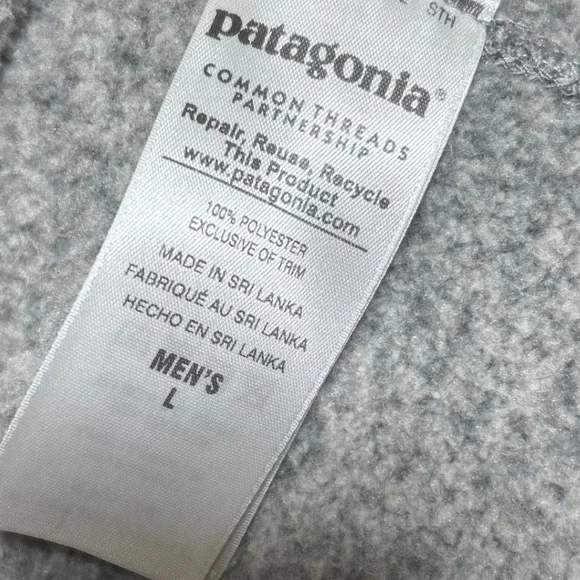 STH
patagonia®
COMMON THREADS
PARTNERSHIP
Repair, Reuse, Recycle
This Product
www.patagonia.com
100% POLYESTER
EXCLUSIVE OF TRIM
MADE IN SRI LANKA
FABRIQUÉ AU SRI LANKA
HECHO EN SRI LANKA
MEN'S
L